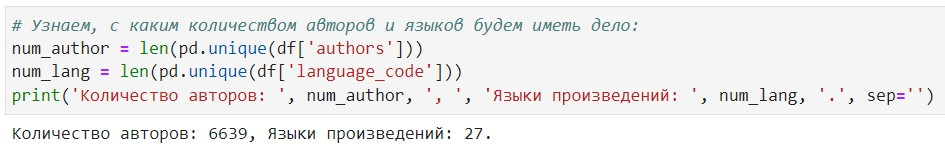 # Узнаем, с каким количеством авторов и языков будем иметь дело:
num_author = len(pd.unique(df['authors']))
num_lang = len(pd.unique(df['language_code']))
print('Количество авторов: ', num_author, ', ', 'Языки произведений: ', num_lang, '.', sep='')
Количество авторов: 6639, Языки произведений: 27.